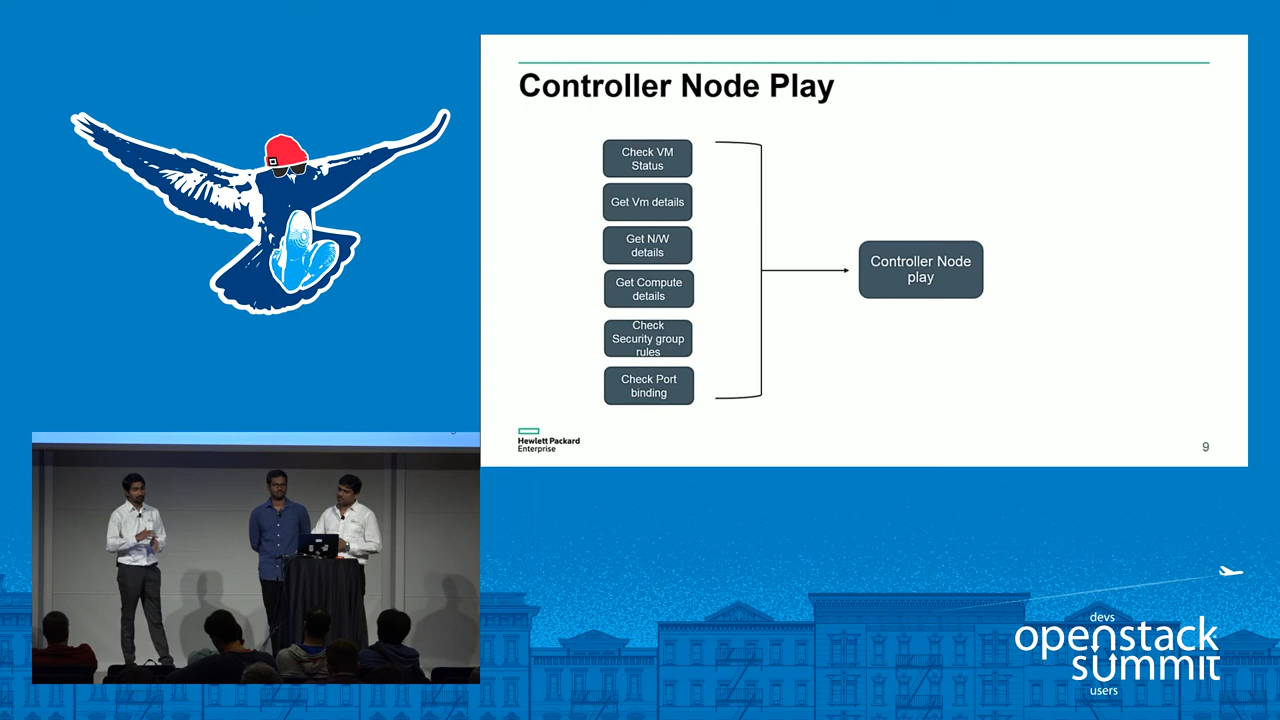 Controller Node Play
Check VM
Status
Get Vm details
Get N/W
details
Get Compute
details
Check
Security group
rules
Check Port
binding
Controller Node
play
Hewlett Packard
Enterprise
9
devs
openstack
summit
users